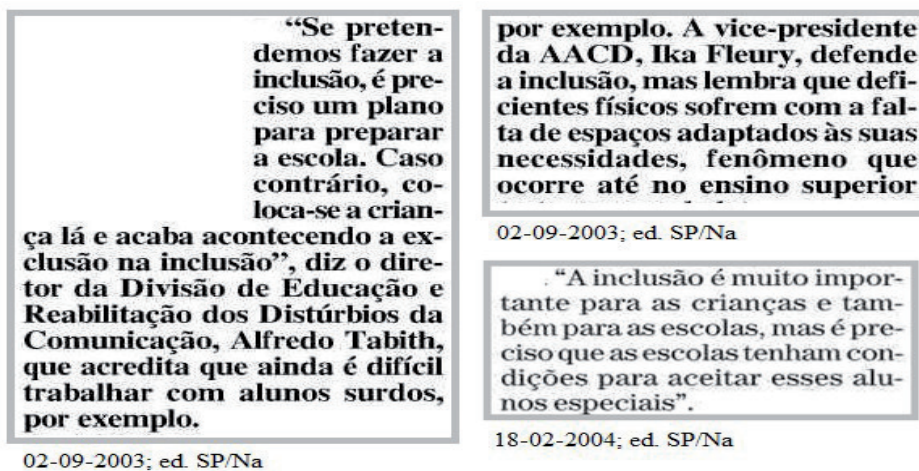 “Se preten-
demos fazer a
inclusão, é pre-
ciso um plano
para preparar
a escola. Caso
contrário, co-
loca-se a crian-
ça lá e acaba acontecendo a ex-
clusão na inclusão”, diz o dire-
tor da Divisão de Educação e
Reabilitação dos Distúrbios da
Comunicação, Alfredo Tabith,
que acredita que ainda é difícil
trabalhar com alunos surdos,
por exemplo.
02-09-2003; ed. SP/Na
por exemplo. A vice-presidente
da AACD, Ika Fleury, defende
a inclusão, mas lembra que defi-
cientes físicos sofrem com a fal-
ta de espaços adaptados às suas
necessidades, fenômeno que
ocorre até no ensino superior
02-09-2003; ed. SP/Na
“A inclusão é muito impor-
tante para as crianças e tam-
bém para as escolas, mas é pre-
ciso que as escolas tenham con-
dições para aceitar esses alu-
nos especiais”.
18-02-2004; ed. SP/Na